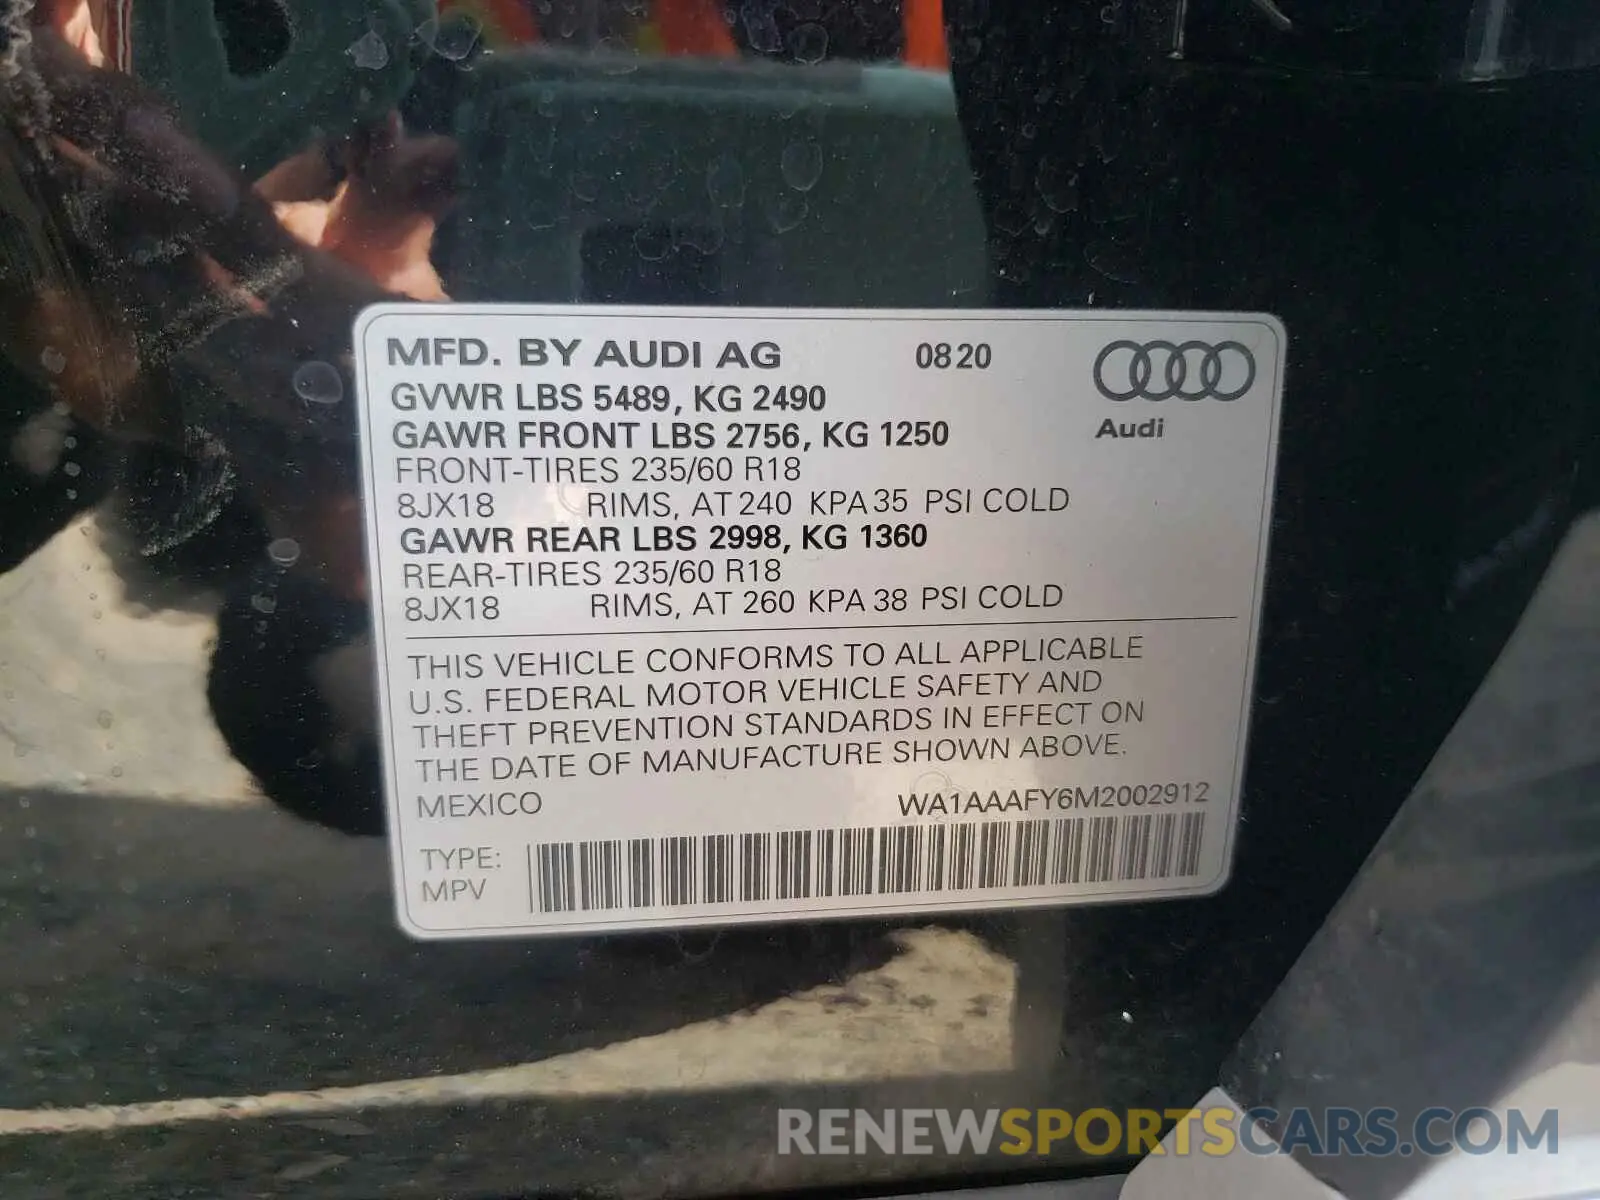 MFD. BY AUDI AG 0820
GVWR LBS 5489, KG 2490
GAWR FRONT LBS 2756, KG 1250
Audi
FRONT-TIRES 235/60 R18
8JX18 RIMS, AT 240 KPA 35 PSI COLD
GAWR REAR LBS 2998, KG 1360
REAR-TIRES 235/60 R18
8JX18 RIMS, AT 260 KPA 38 PSI COLD
THIS VEHICLE CONFORMS TO ALL APPLICABLE
U.S. FEDERAL MOTOR VEHICLE SAFETY AND
THEFT PREVENTION STANDARDS IN EFFECT ON
THE DATE OF MANUFACTURE SHOWN ABOVE.
MEXICO WA1AAAFY6M2002912
TYPE:
MPV
RENEWSPORTSCARS.COM